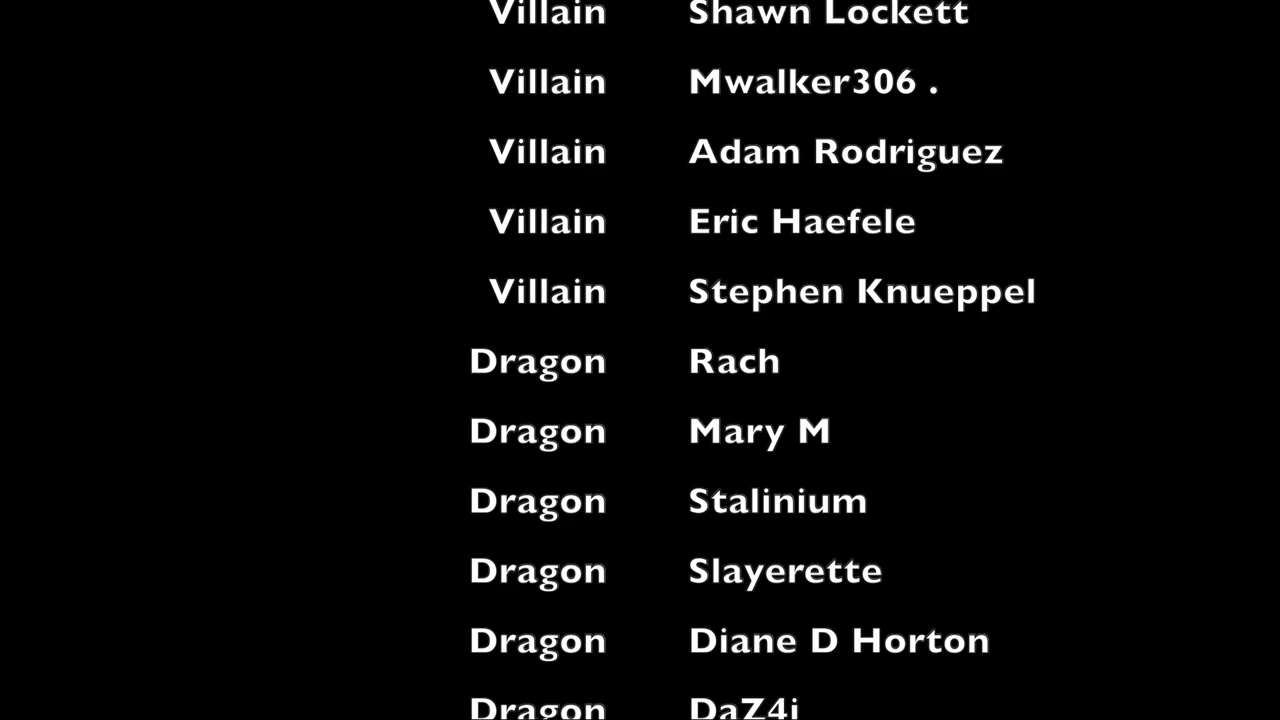 Villain Shawn Lockett
Villain Mwalker306 .
Villain Adam Rodriguez
Villain Eric Haefele
Villain Stephen Knueppel
Dragon Rach
Dragon Mary M
Dragon Stalinium
Dragon Slayerette
Dragon Diane D Horton
Dragon